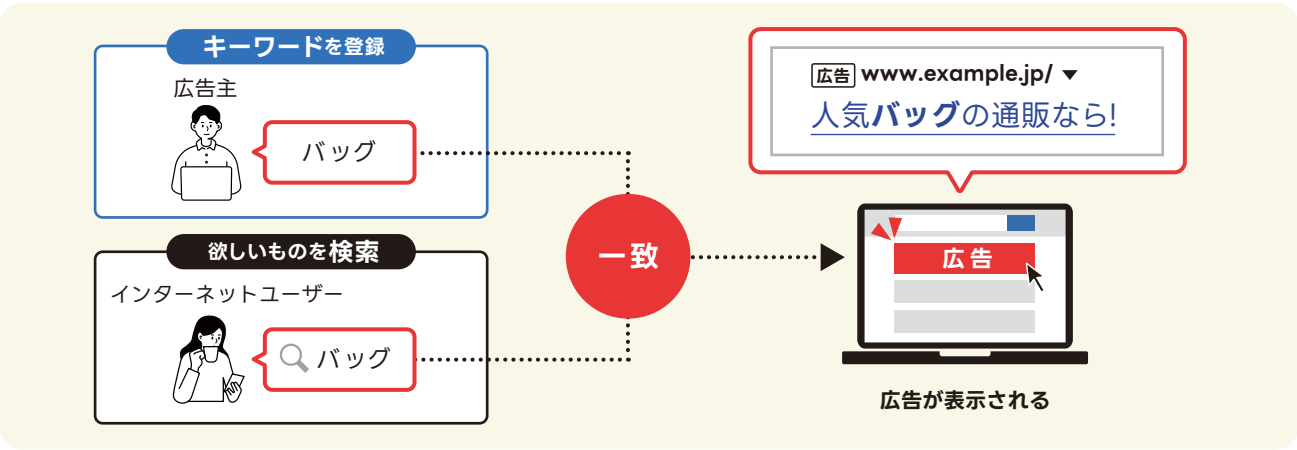 キーワードを登録
広告主
バッグ
欲しいものを検索
インターネットユーザー
バッグ
一致
広告 www.example.jp/
人気バッグの通販なら!
広告
広告が表示される